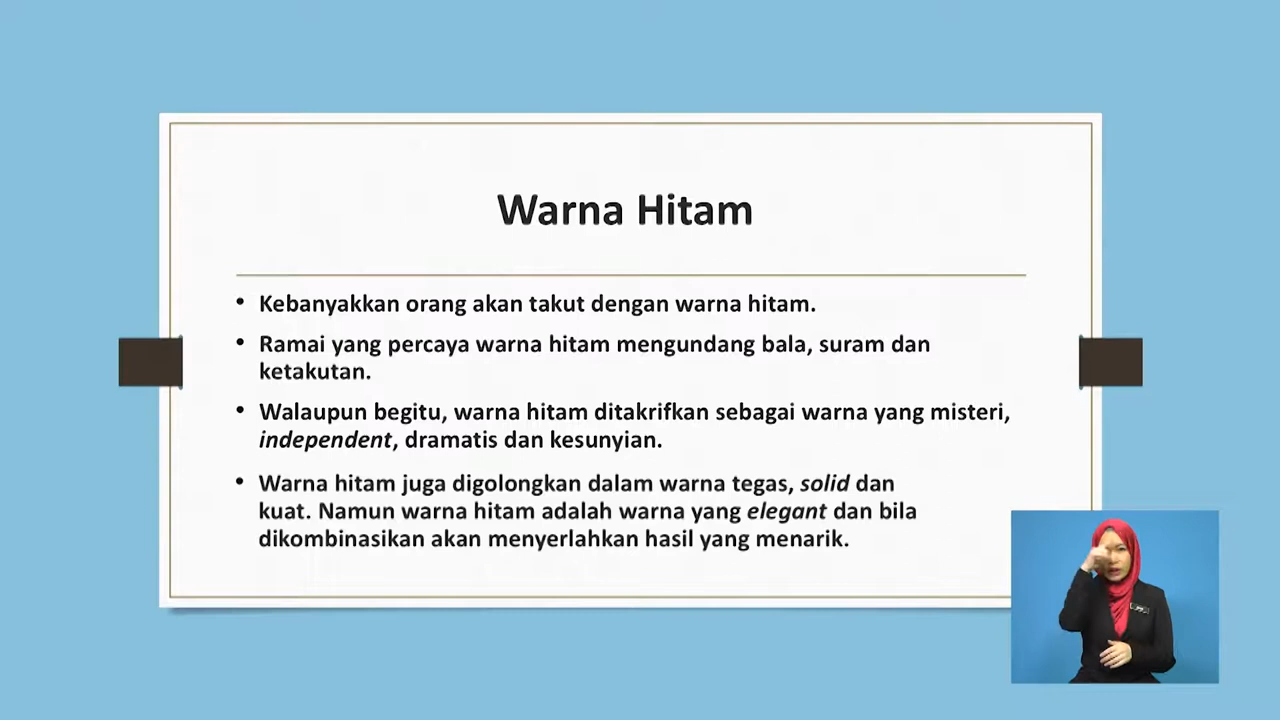 Warna Hitam
• Kebanyakkan orang akan takut dengan warna hitam.
• Ramai yang percaya warna hitam mengundang bala, suram dan
ketakutan.
• Walaupun begitu, warna hitam ditakrifkan sebagai warna yang misteri,
independent, dramatis dan kesunyian.
• Warna hitam juga digolongkan dalam warna tegas, solid dan
kuat. Namun warna hitam adalah warna yang elegant dan bila
dikombinasikan akan menyerlahkan hasil yang menarik.